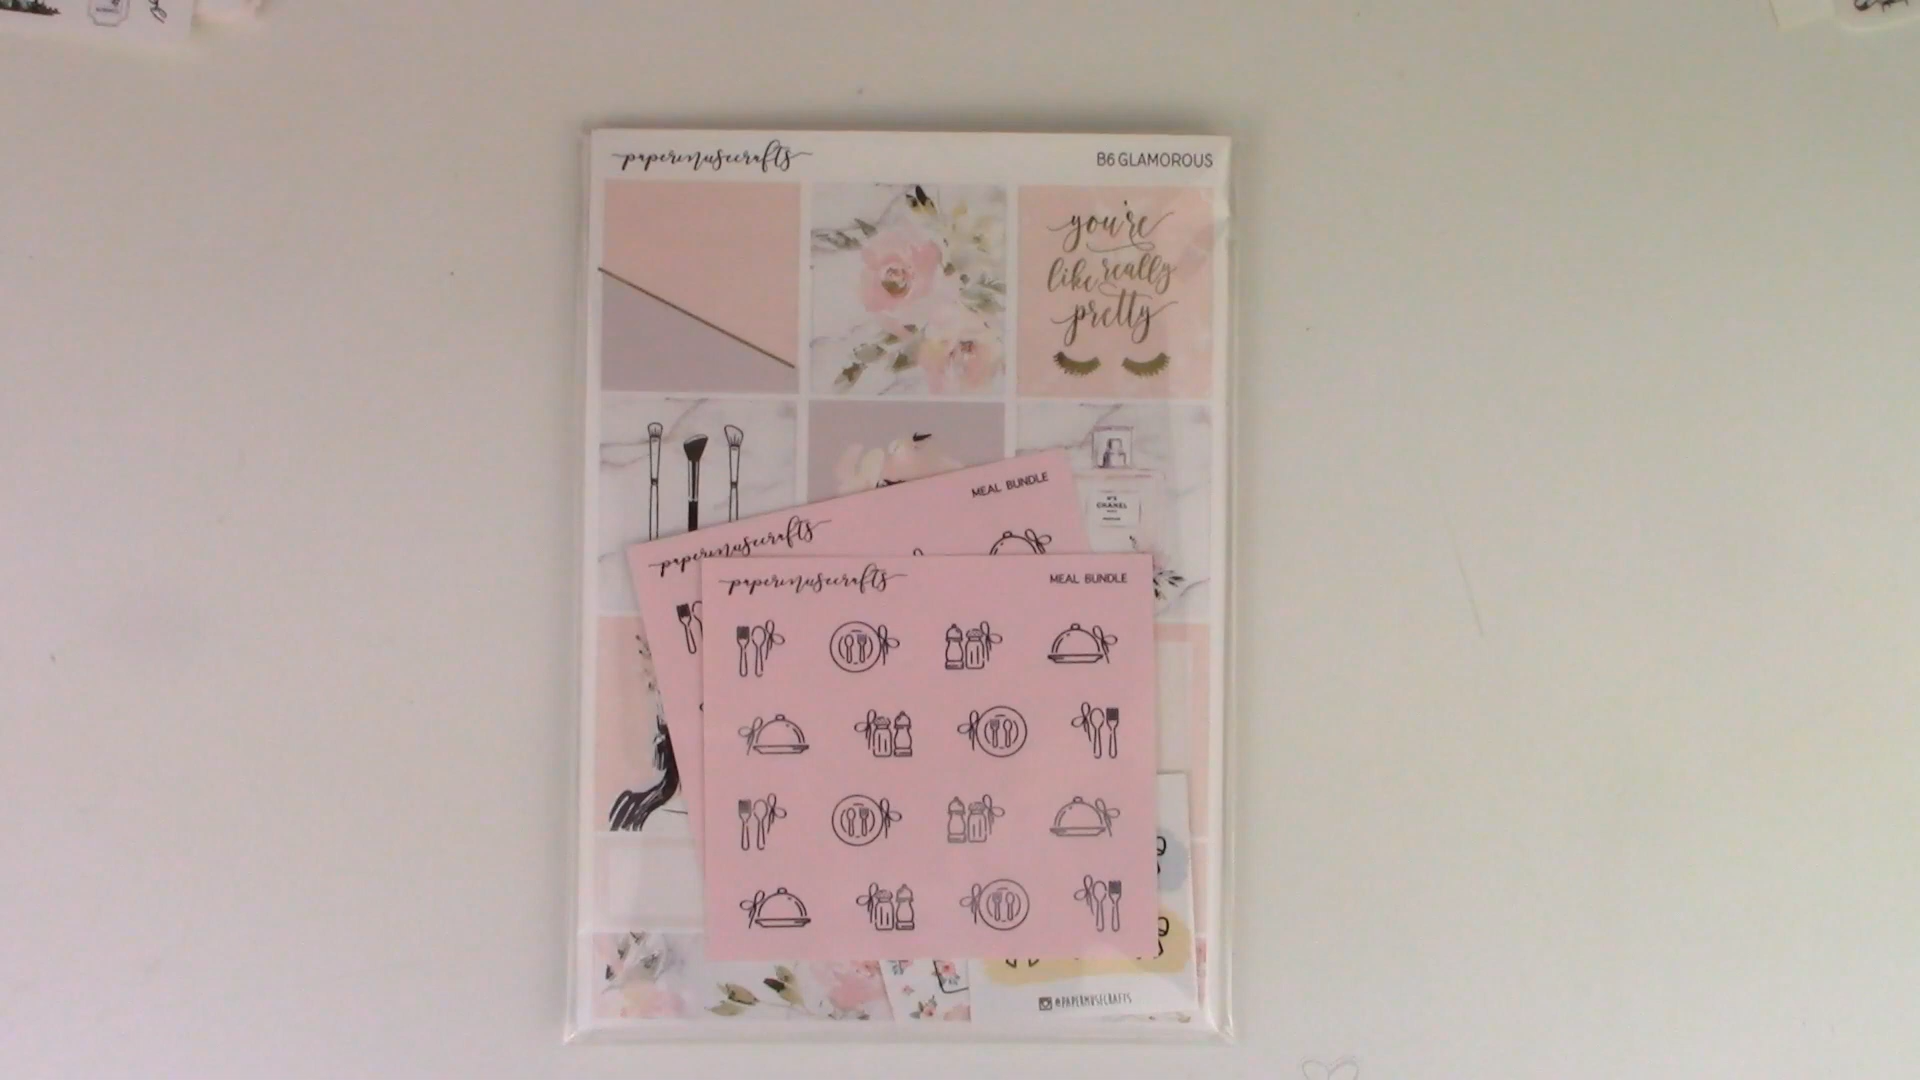 papermusecrafts
B6 GLAMOROUS
you're
like really
pretty
N°5
CHANEL
MEAL BUNDLE
papermusecrafts
papermusecrafts
MEAL BUNDLE
@PAPERMUSECRAFTS